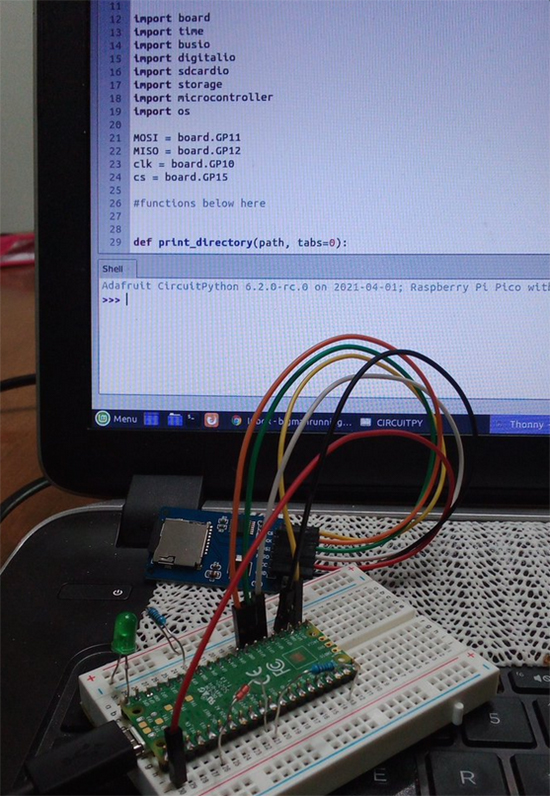 11
12 import board
13 import time
14 import busio
15 import digitalio
16 import sdcardio
17 import storage
18 import microcontroller
19 import os
20
21 MOSI = board.GP11
22 MISO = board.GP12
23 clk = board.GP10
24 cs = board.GP15
25
26 #functions below here
27
28
29 def print_directory(path, tabs=0):
Shell
Adafruit CircuitPython 6.2.0-rc.0 on 2021-04-01; Raspberry Pi Pico with
>>>
Menu
CIRCUITPY
Thonny
CE
FC
5
E
R